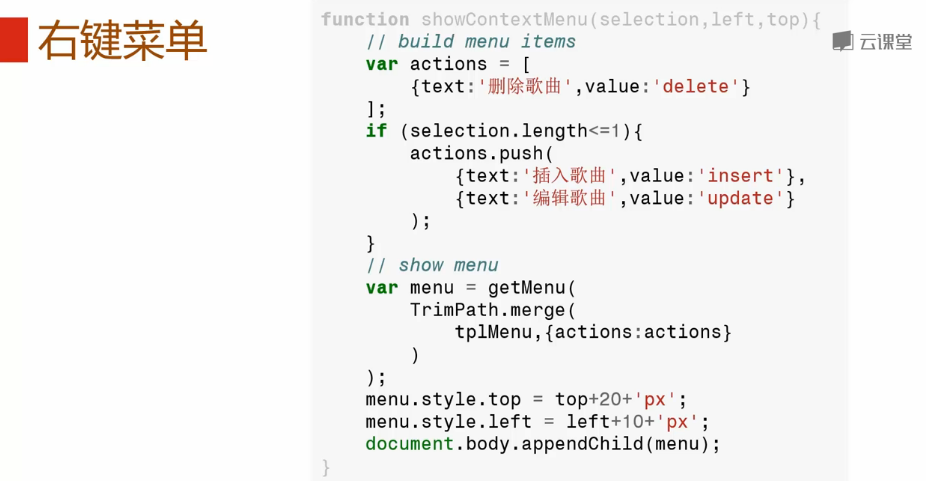 右键菜单
云课堂
function showContextMenu(selection,left,top){
// build menu items
var actions = [
{text:'删除歌曲',value:'delete'}
];
if (selection.length<=1){
actions.push(
{text:'插入歌曲',value:'insert'},
{text:'编辑歌曲',value:'update'}
);
}
// show menu
var menu = getMenu(
TrimPath.merge(
tplMenu,{actions:actions}
)
);
menu.style.top = top+20+'px';
menu.style.left = left+10+'px';
document.body.appendChild(menu);
}